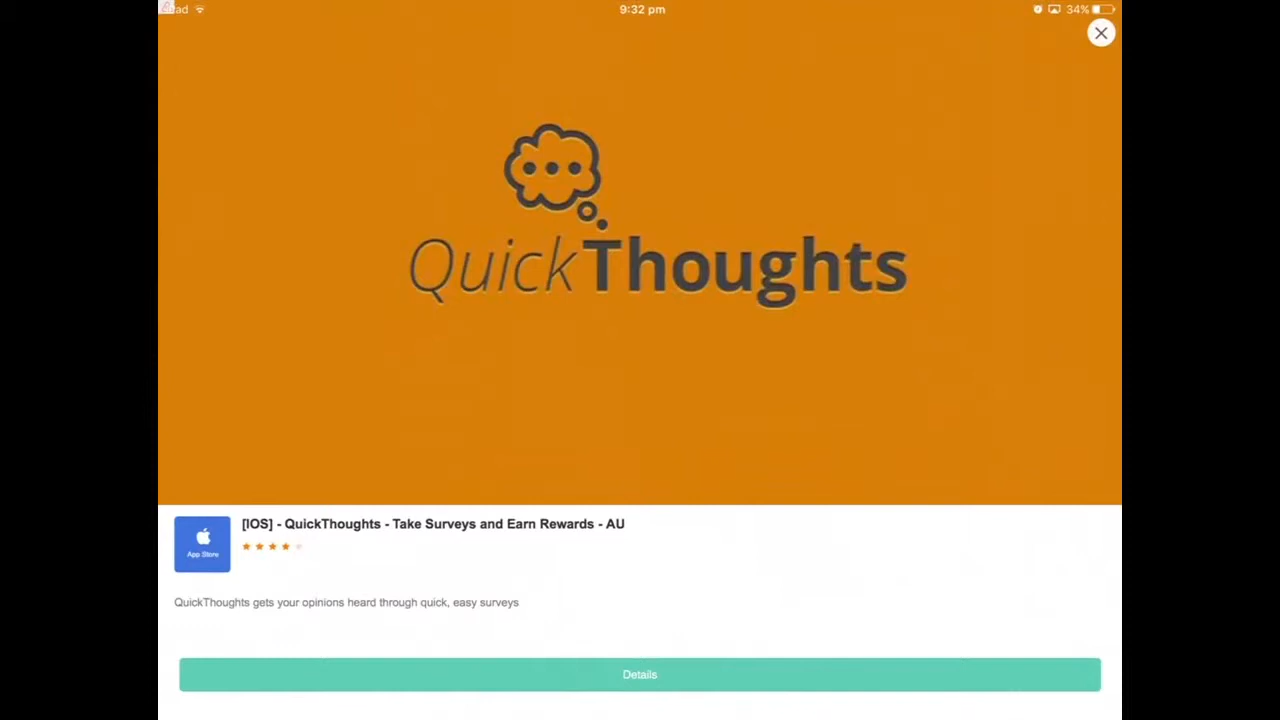 9:32 pm
34%
QuickThoughts
[IOS] - QuickThoughts - Take Surveys and Earn Rewards - AU
App Store
QuickThoughts gets your opinions heard through quick, easy surveys
Details